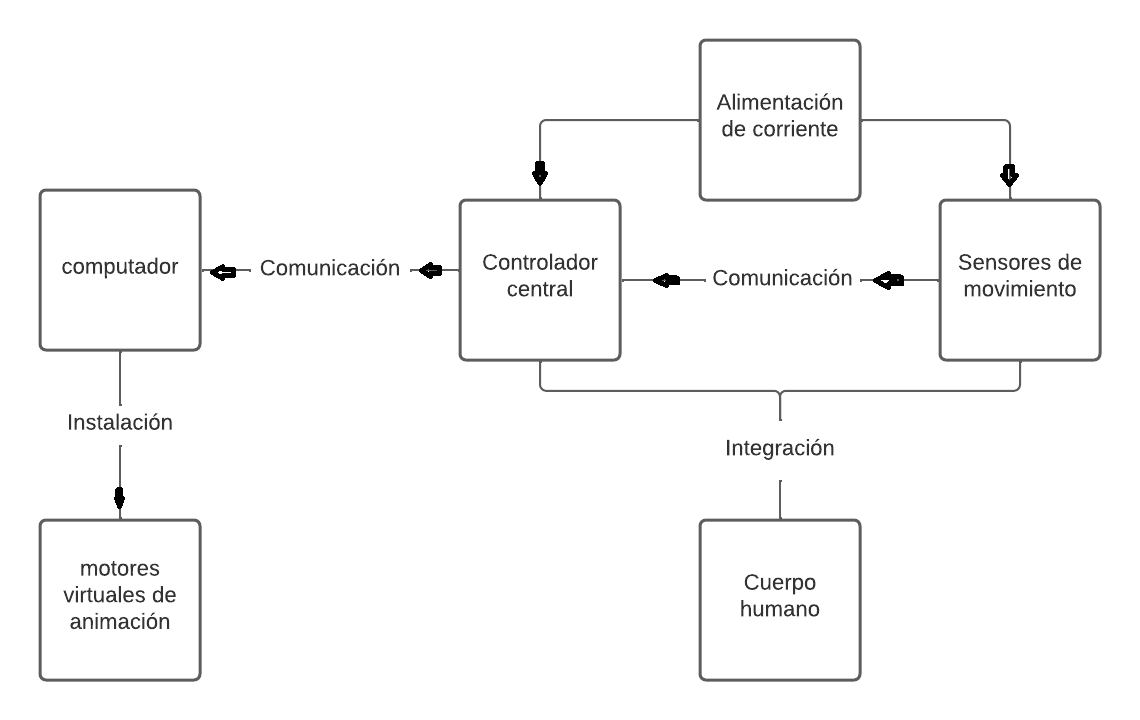 Alimentación
de corriente
computador
Comunicación
Controlador
central
Comunicación
Sensores de
movimiento
Instalación
Integración
motores
virtuales de
animación
Cuerpo
humano